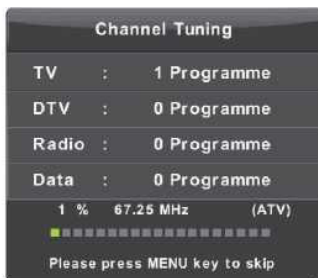 Channel Tuning
TV : 1 Programme
DTV : 0 Programme
Radio : 0 Programme
Data : 0 Programme
1 % 67.25 MHz (ATV)
Please press MENU key to skip